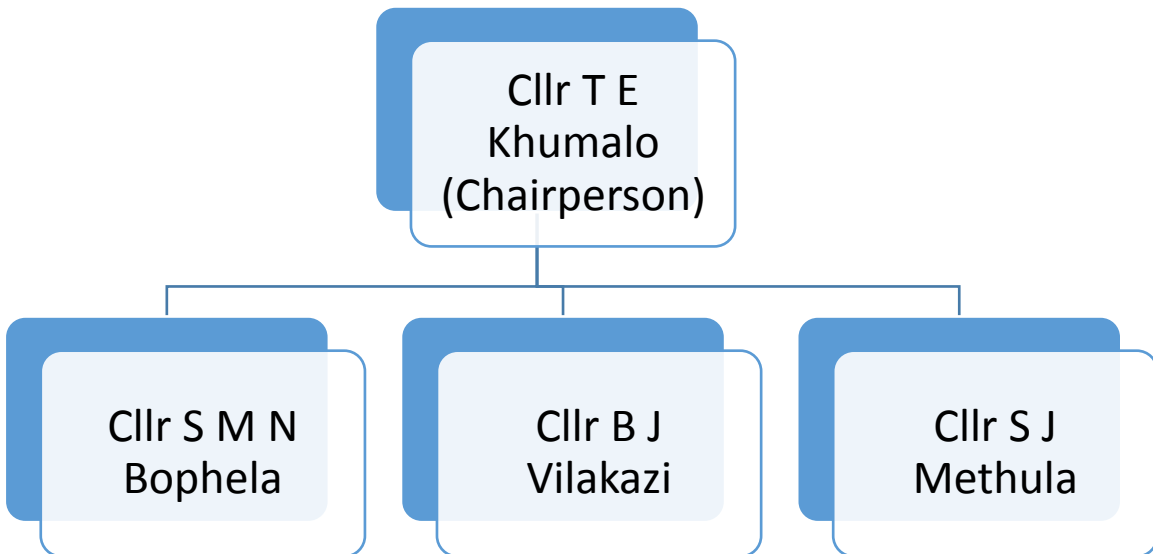 Cllr T E
Khumalo
(Chairperson)
Cllr S M N
Bophela
Cllr B J
Vilakazi
Cllr S J
Methula